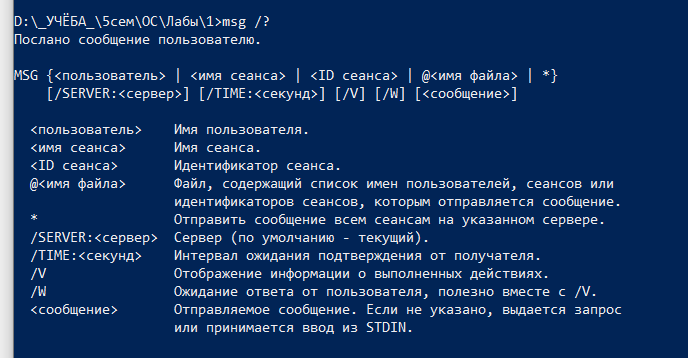 D:\_УЧЁБА_\5сем\ОС\Лабы\1>msg /?
Послано сообщение пользователю.
MSG {<пользователь> | <имя сеанса> | <ID сеанса> | @<имя файла> | *}
[/SERVER:<сервер>] [/TIME:<секунд>] [/V] [/W] [<сообщение>]
<пользователь> Имя пользователя.
<имя сеанса> Имя сеанса.
<ID сеанса> Идентификатор сеанса.
@<имя файла> Файл, содержащий список имен пользователей, сеансов или
идентификаторов сеансов, которым отправляется сообщение.
* Отправить сообщение всем сеансам на указанном сервере.
/SERVER:<сервер> Сервер (по умолчанию - текущий).
/TIME:<секунд> Интервал ожидания подтверждения от получателя.
/V Отображение информации о выполненных действиях.
/W Ожидание ответа от пользователя, полезно вместе с /V.
<сообщение> Отправляемое сообщение. Если не указано, выдается запрос
или принимается ввод из STDIN.